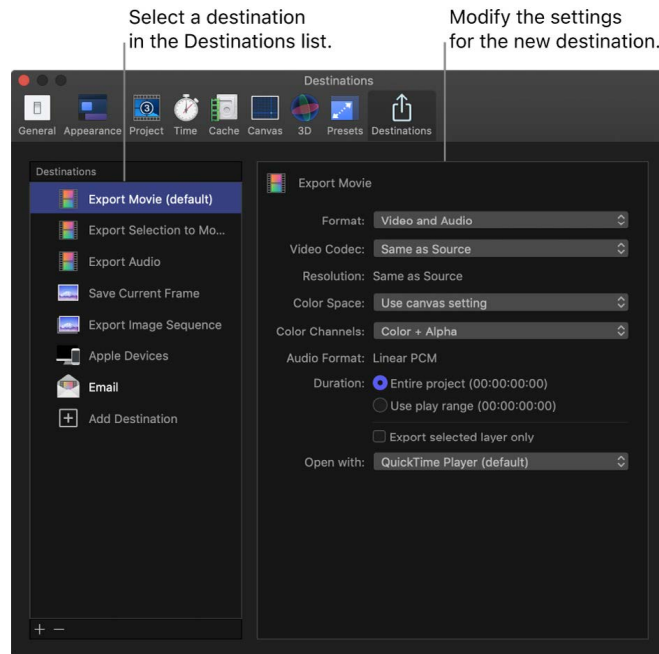 Select a destination
in the Destinations list.
Modify the settings
for the new destination.
Destinations
General Appearance Project Time Cache Canvas 3D Presets Destinations
Destinations
Export Movie (default)
Export Selection to Mo...
Export Audio
Save Current Frame
Export Image Sequence
Apple Devices
Email
Add Destination
+ −
Export Movie
Format: Video and Audio
Video Codec: Same as Source
Resolution: Same as Source
Color Space: Use canvas setting
Color Channels: Color + Alpha
Audio Format: Linear PCM
Duration: Entire project (00:00:00:00)
Use play range (00:00:00:00)
Export selected layer only
Open with: QuickTime Player (default)